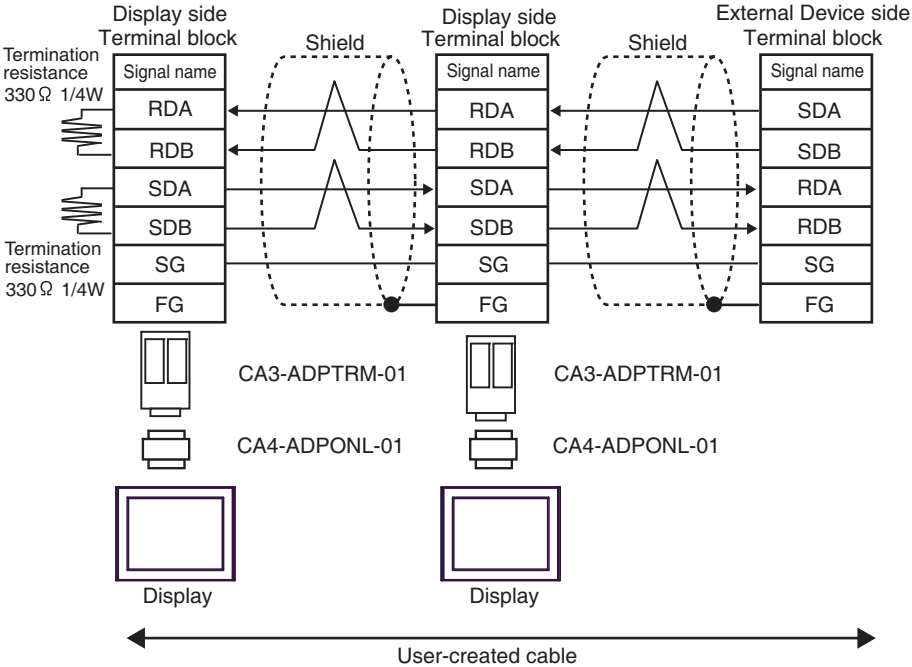 Display side
Terminal block
Display side
Terminal block
External Device side
Terminal block
Termination
resistance
330 Ω 1/4W
Shield
Shield
Signal name
RDA
RDB
SDA
SDB
SG
FG
Signal name
RDA
RDB
SDA
SDB
SG
FG
Signal name
SDA
SDB
RDA
RDB
SG
FG
Termination
resistance
330 Ω 1/4W
CA3-ADPTRM-01
CA3-ADPTRM-01
CA4-ADPONL-01
CA4-ADPONL-01
Display
Display
User-created cable